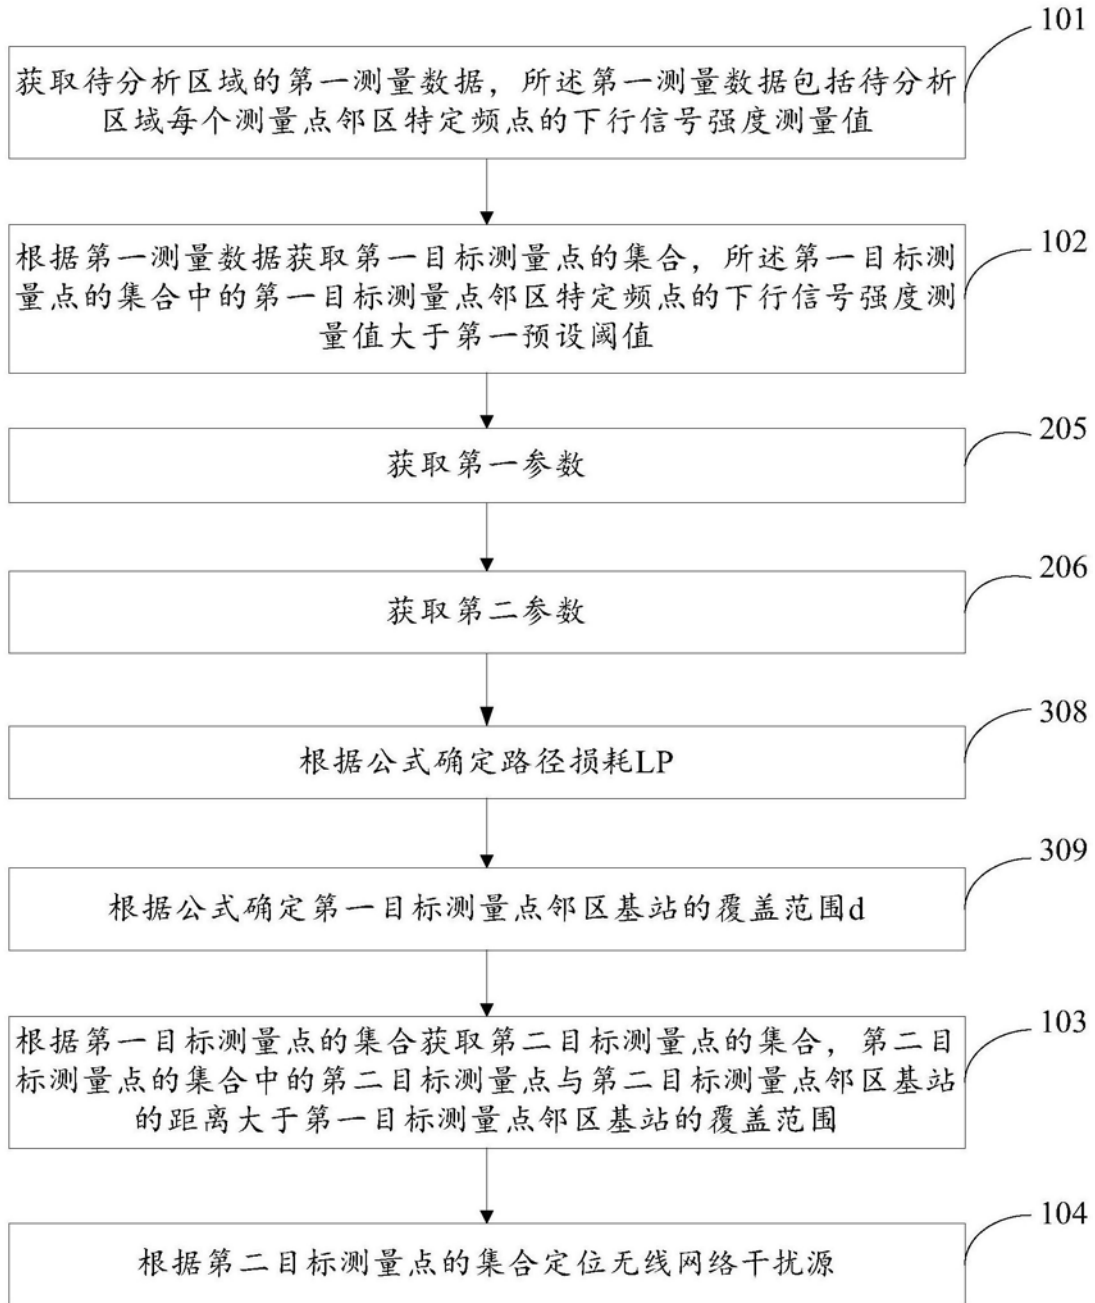 101
获取待分析区域的第一测量数据，所述第一测量数据包括待分析
区域每个测量点邻区特定频点的下行信号强度测量值
102
根据第一测量数据获取第一目标测量点的集合，所述第一目标测
量点的集合中的第一目标测量点邻区特定频点的下行信号强度测
量值大于第一预设阈值
205
获取第一参数
206
获取第二参数
308
根据公式确定路径损耗LP
309
根据公式确定第一目标测量点邻区基站的覆盖范围d
103
根据第一目标测量点的集合获取第二目标测量点的集合，第二目
标测量点的集合中的第二目标测量点与第二目标测量点邻区基站
的距离大于第一目标测量点邻区基站的覆盖范围
104
根据第二目标测量点的集合定位无线网络干扰源